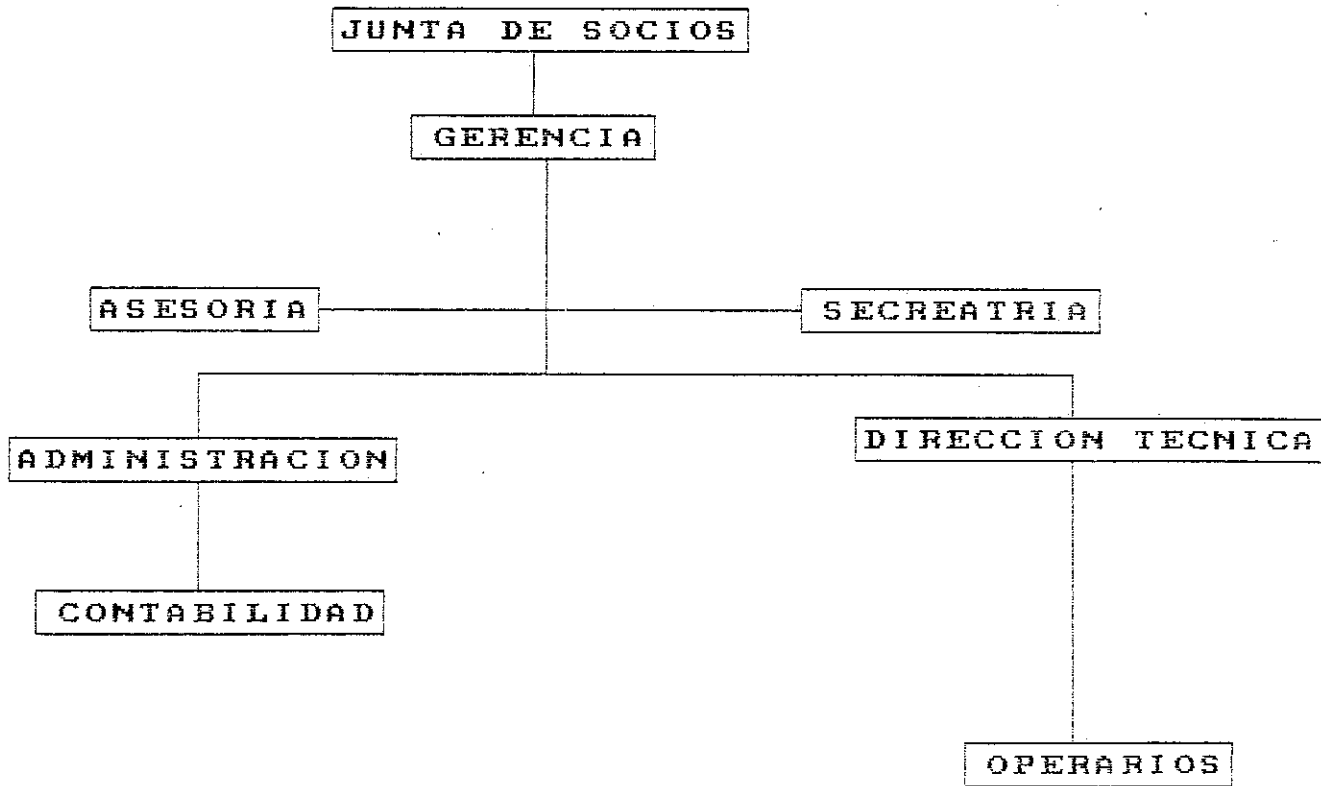 JUNTA DE SOCIOS
GERENCIA
ASESORIA
SECREATRIA
ADMINISTRACION
DIRECCION TECNICA
CONTABILIDAD
OPERARIOS